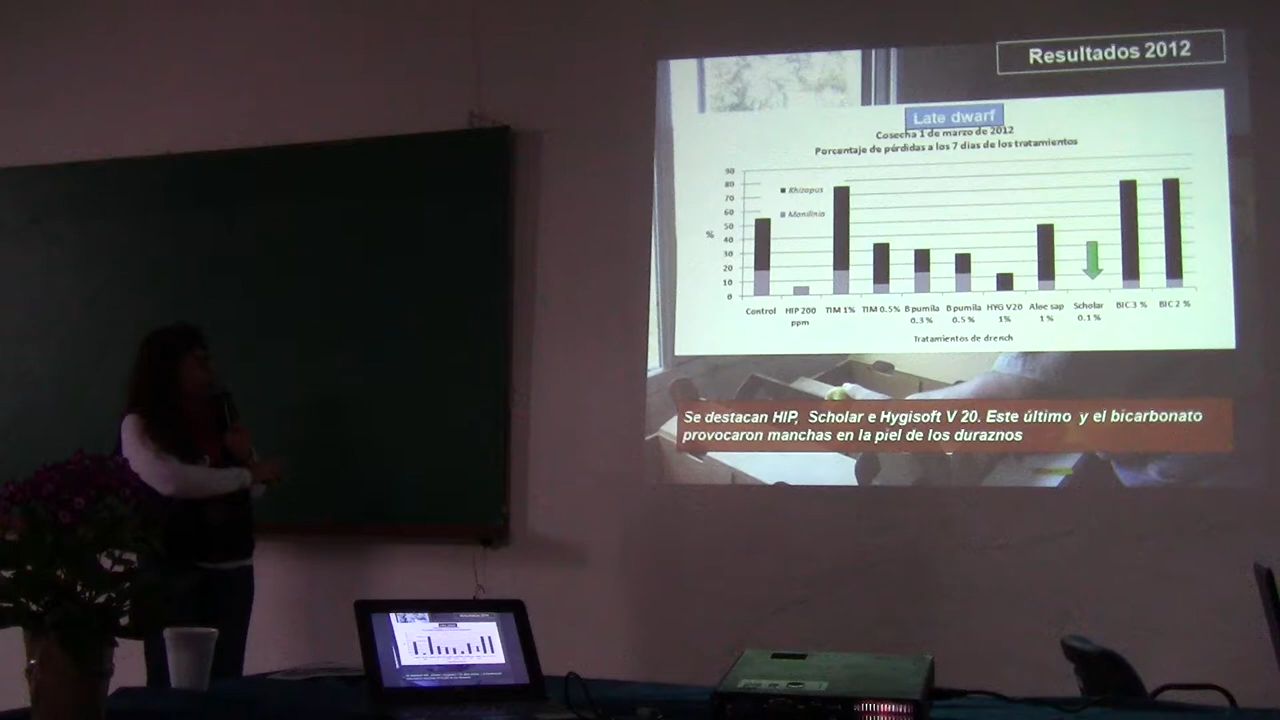 Resultados 2012
Late dwarf
Cosecha 1 de marzo de 2012
Porcentaje de pérdidas a los 7 dias de los tratamientos
90
80
70
60
50
40
30
20
10
0
%
Rhizopus
Monilinia
Control HIP 200 ppm TIM 1% TIM 0.5% B pumila 0.3 % B pumila 0.5 % HYG V20 1% Aloe sap 1 % Scholar 0.1 % BIC 3 % BIC 2 %
Tratamientos de drench
Se destacan HIP, Scholar e Hygisoft V 20. Este último y el bicarbonato
provocaron manchas en la piel de los duraznos